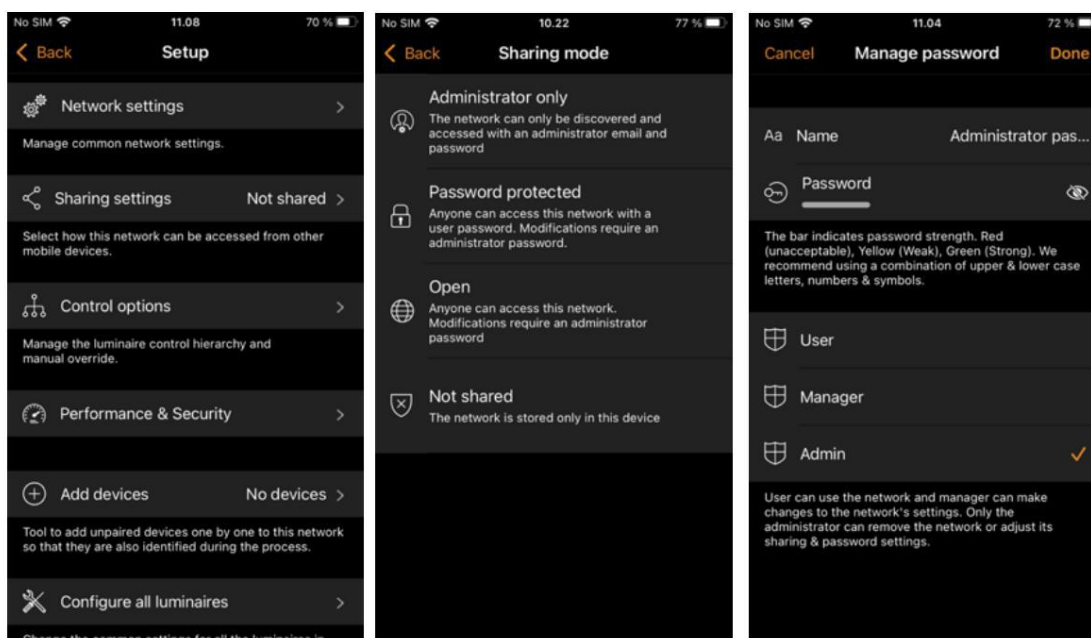 No SIM 11.08 70 %
Back Setup
Network settings
Manage common network settings.
Sharing settings Not shared
Select how this network can be accessed from other
mobile devices.
Control options
Manage the luminaire control hierarchy and
manual override.
Performance & Security
Add devices No devices
Tool to add unpaired devices one by one to this network
so that they are also identified during the process.
Configure all luminaires
Change the common settings for all the luminaires in
No SIM 10.22 77 %
Back Sharing mode
Administrator only
The network can only be discovered and
accessed with an administrator email and
password
Password protected
Anyone can access this network with a
user password. Modifications require an
administrator password.
Open
Anyone can access this network.
Modifications require an administrator
password
Not shared
The network is stored only in this device
No SIM 11.04 72 %
Cancel Manage password Done
Aa Name Administrator pas...
Password
The bar indicates password strength. Red
(unacceptable), Yellow (Weak), Green (Strong). We
recommend using a combination of upper & lower case
letters, numbers & symbols.
User
Manager
Admin
User can use the network and manager can make
changes to the network's settings. Only the
administrator can remove the network or adjust its
sharing & password settings.